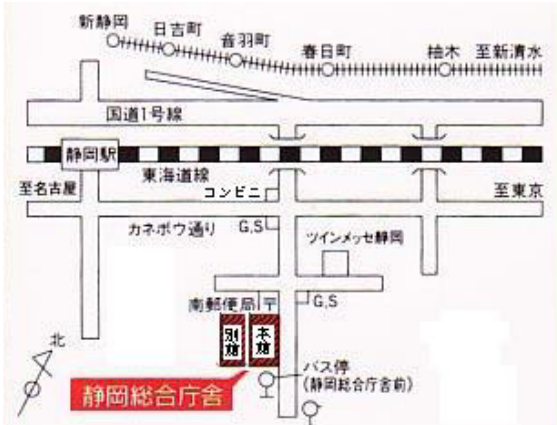 新静岡
日吉町
音羽町
春日町
柚木
至新清水
国道1号線
静岡駅
東海道線
コンビニ
至名古屋
至東京
カネボウ通り
G,S
ツインメッセ静岡
南郵便局
〒
G,S
別館
本館
北
バス停
(静岡総合庁舎前)
静岡総合庁舎